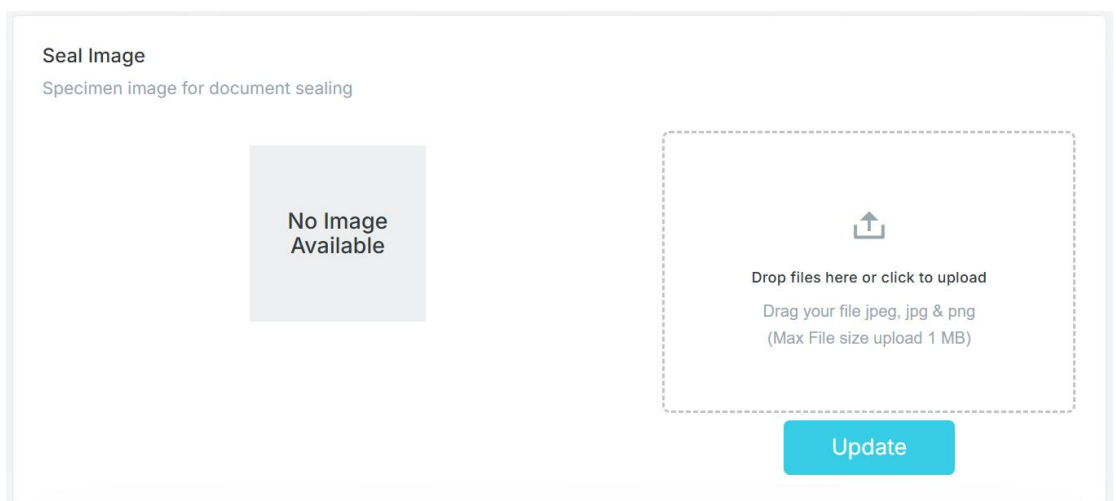 Seal Image
Specimen image for document sealing
No Image
Available
Drop files here or click to upload
Drag your file jpeg, jpg & png
(Max File size upload 1 MB)
Update